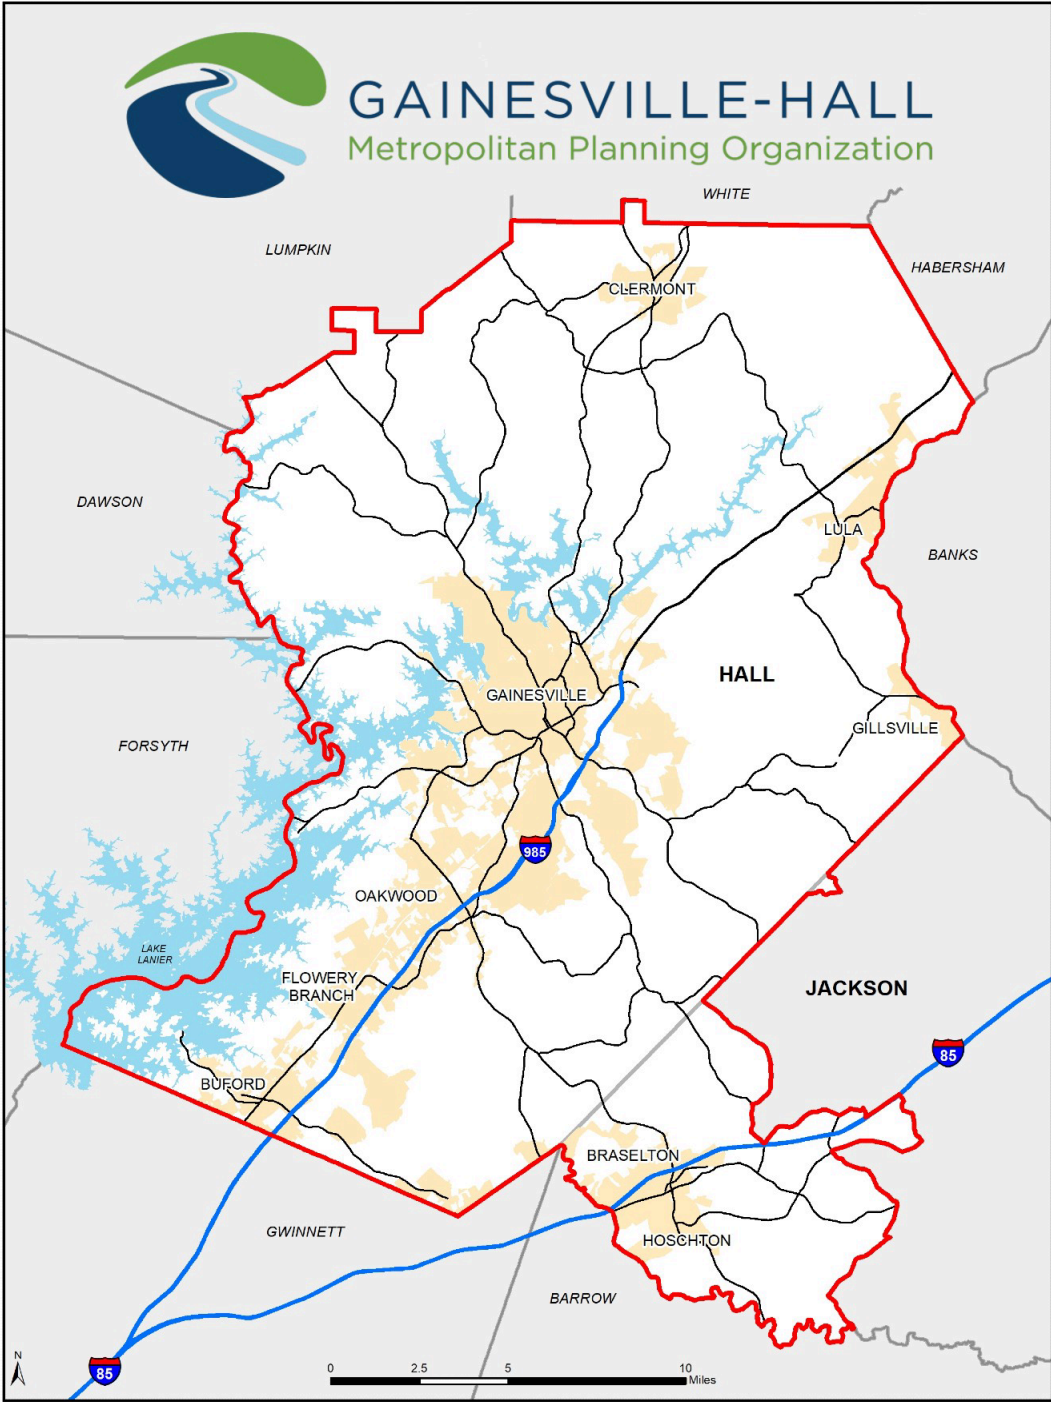 GAINESVILLE-HALL
Metropolitan Planning Organization
WHITE
LUMPKIN
HABERSHAM
CLERMONT
DAWSON
LULA
BANKS
HALL
GAINESVILLE
GILLSVILLE
FORSYTH
985
OAKWOOD
LAKE
LANIER
FLOWERY
BRANCH
JACKSON
85
BUFORD
BRASELTON
GWINNETT
HOSCHTON
BARROW
N
85
0 2.5 5 10
Miles